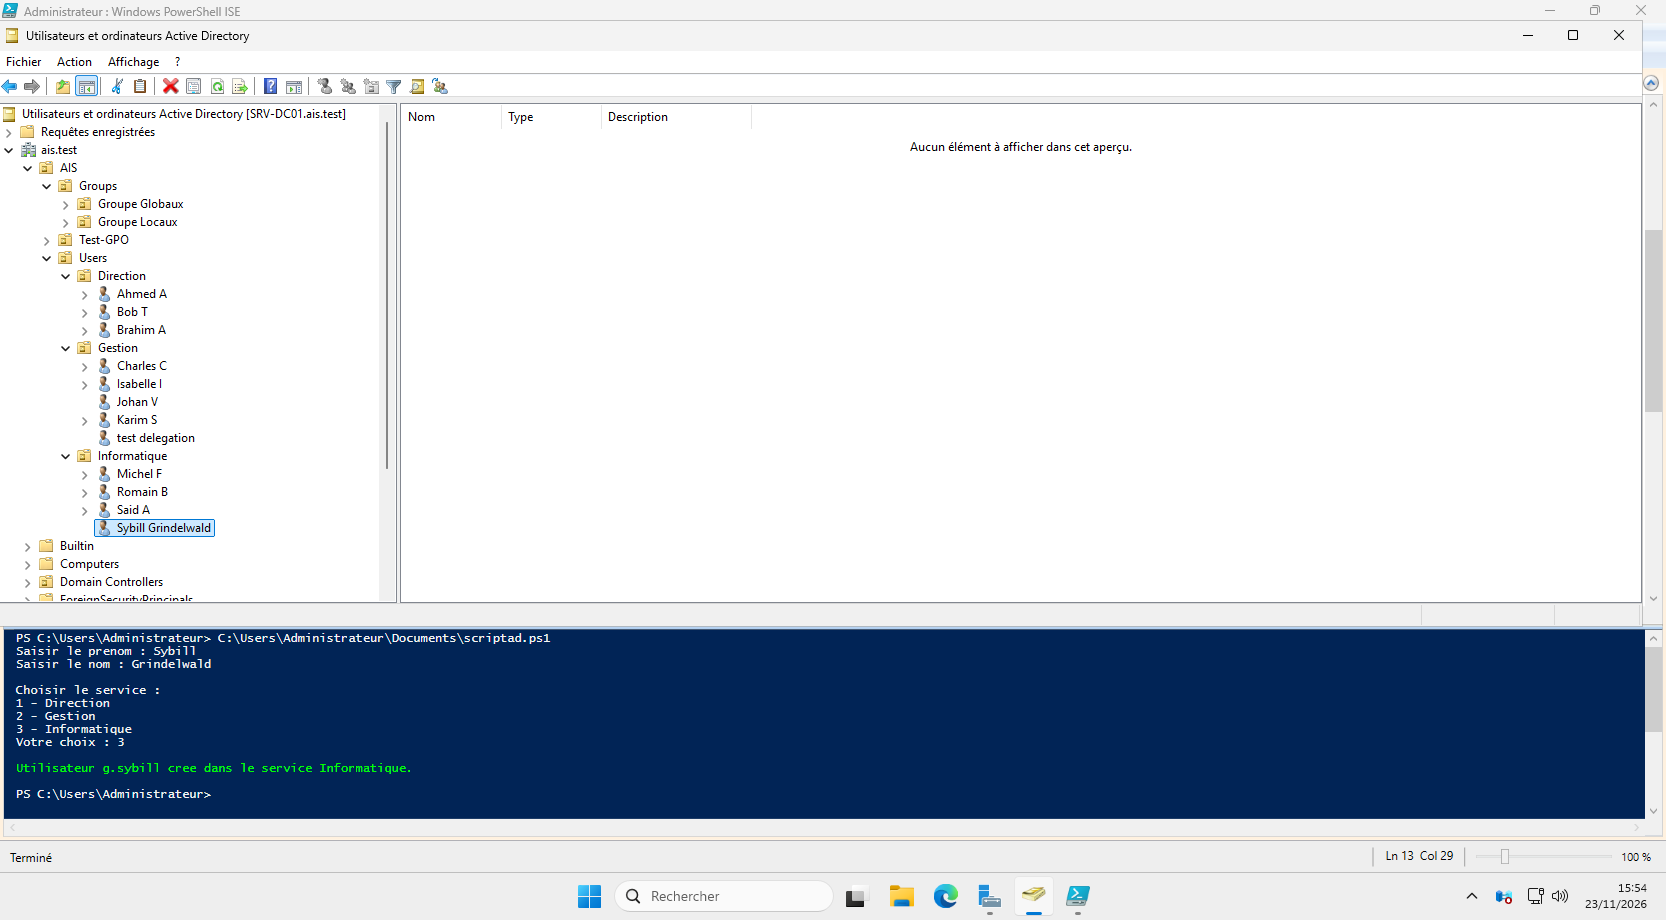 Administrateur : Windows PowerShell ISE
Utilisateurs et ordinateurs Active Directory
Fichier Action Affichage ?
Utilisateurs et ordinateurs Active Directory [SRV-DC01.ais.test]
Requêtes enregistrées
ais.test
AIS
Groups
Groupe Globaux
Groupe Locaux
Test-GPO
Users
Direction
Ahmed A
Bob T
Brahim A
Gestion
Charles C
Isabelle I
Johan V
Karim S
test delegation
Informatique
Michel F
Romain B
Said A
Sybill Grindelwald
Builtin
Computers
Domain Controllers
ForeignSecurityPrincipals
Nom Type Description
Aucun élément à afficher dans cet aperçu.
PS C:\Users\Administrateur> C:\Users\Administrateur\Documents\scriptad.ps1
Saisir le prenom : Sybill
Saisir le nom : Grindelwald
Choisir le service :
1 - Direction
2 - Gestion
3 - Informatique
Votre choix : 3
Utilisateur g.sybill cree dans le service Informatique.
PS C:\Users\Administrateur>
Terminé
Ln 13 Col 29
100 %
Rechercher
15:54
23/11/2026